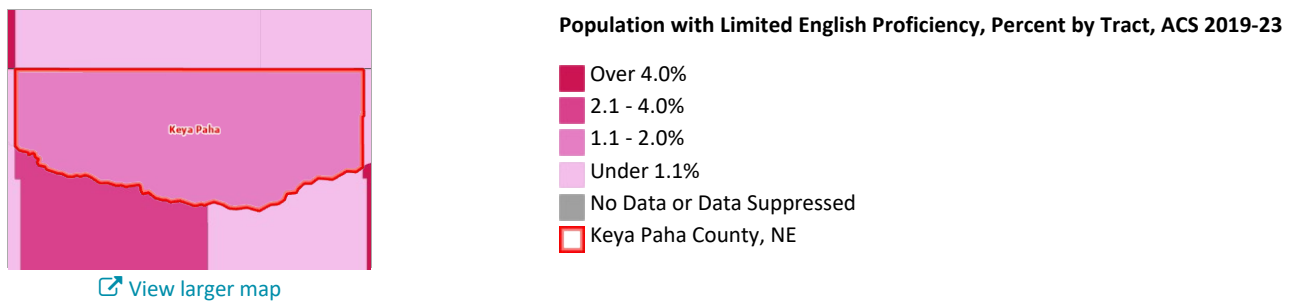 Population with Limited English Proficiency, Percent by Tract, ACS 2019-23
Over 4.0%
2.1 - 4.0%
1.1 - 2.0%
Under 1.1%
No Data or Data Suppressed
Keya Paha County, NE
Keya Paha
View larger map